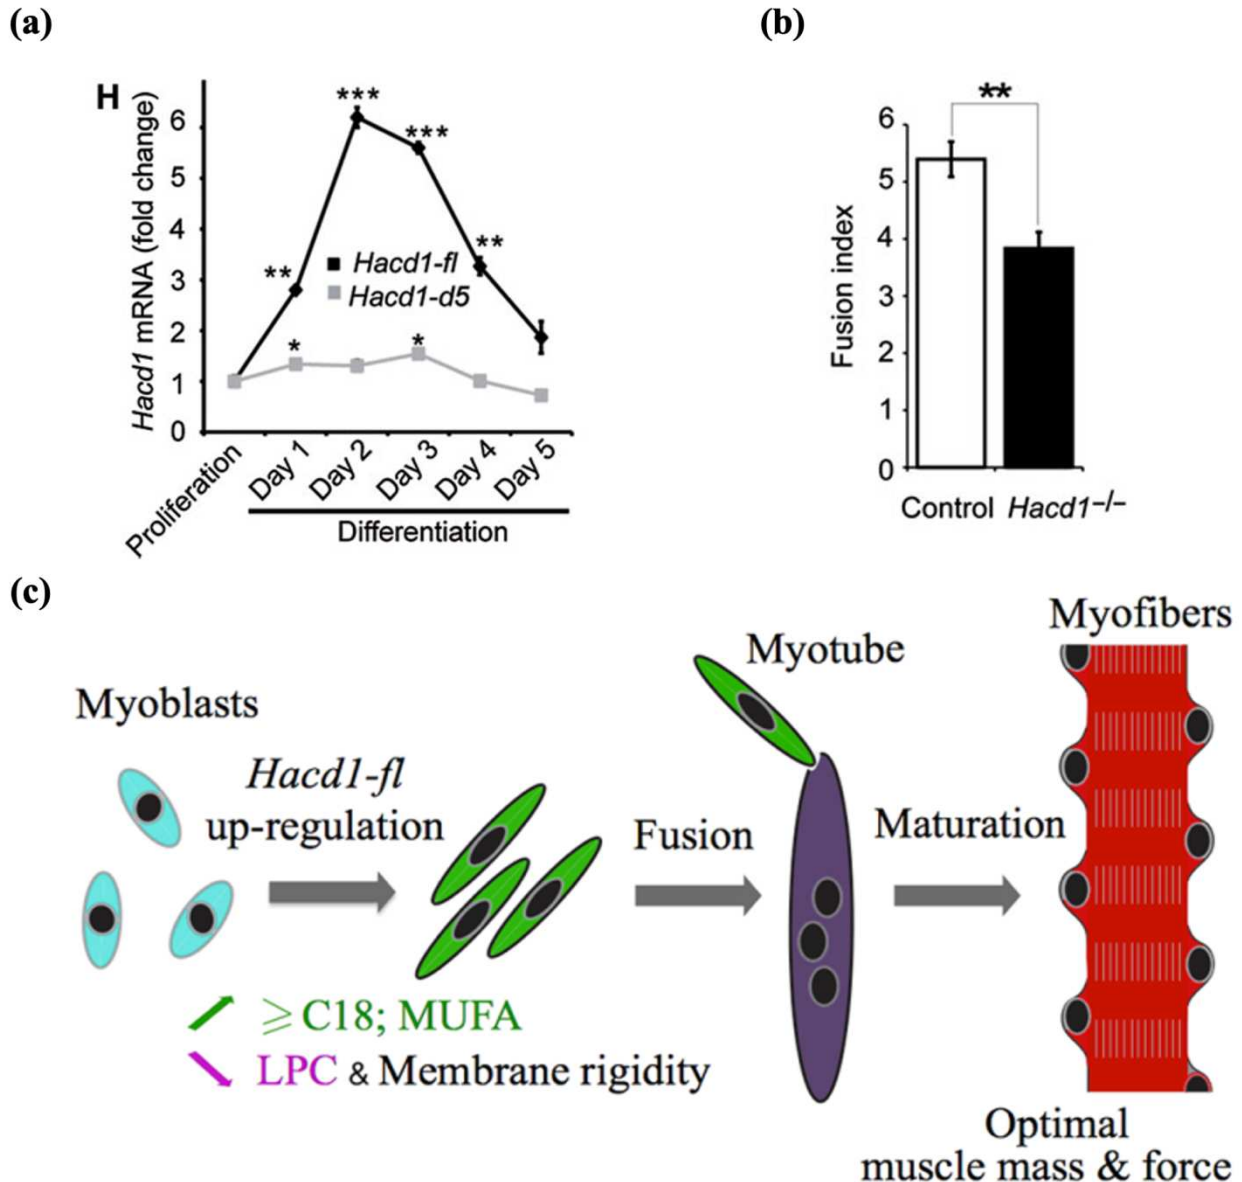 (a)
H
Hacd1 mRNA (fold change)
6
5
4
3
2
1
0
***
***
**
**
*
*
Hacd1-fl
Hacd1-d5
Proliferation
Day 1
Day 2
Day 3
Day 4
Day 5
Differentiation
(b)
**
Fusion index
6
5
4
3
2
1
0
Control
Hacd1−/−
(c)
Myoblasts
Hacd1-fl
up-regulation
⩾ C18; MUFA
LPC & Membrane rigidity
Fusion
Myotube
Maturation
Myofibers
Optimal
muscle mass & force